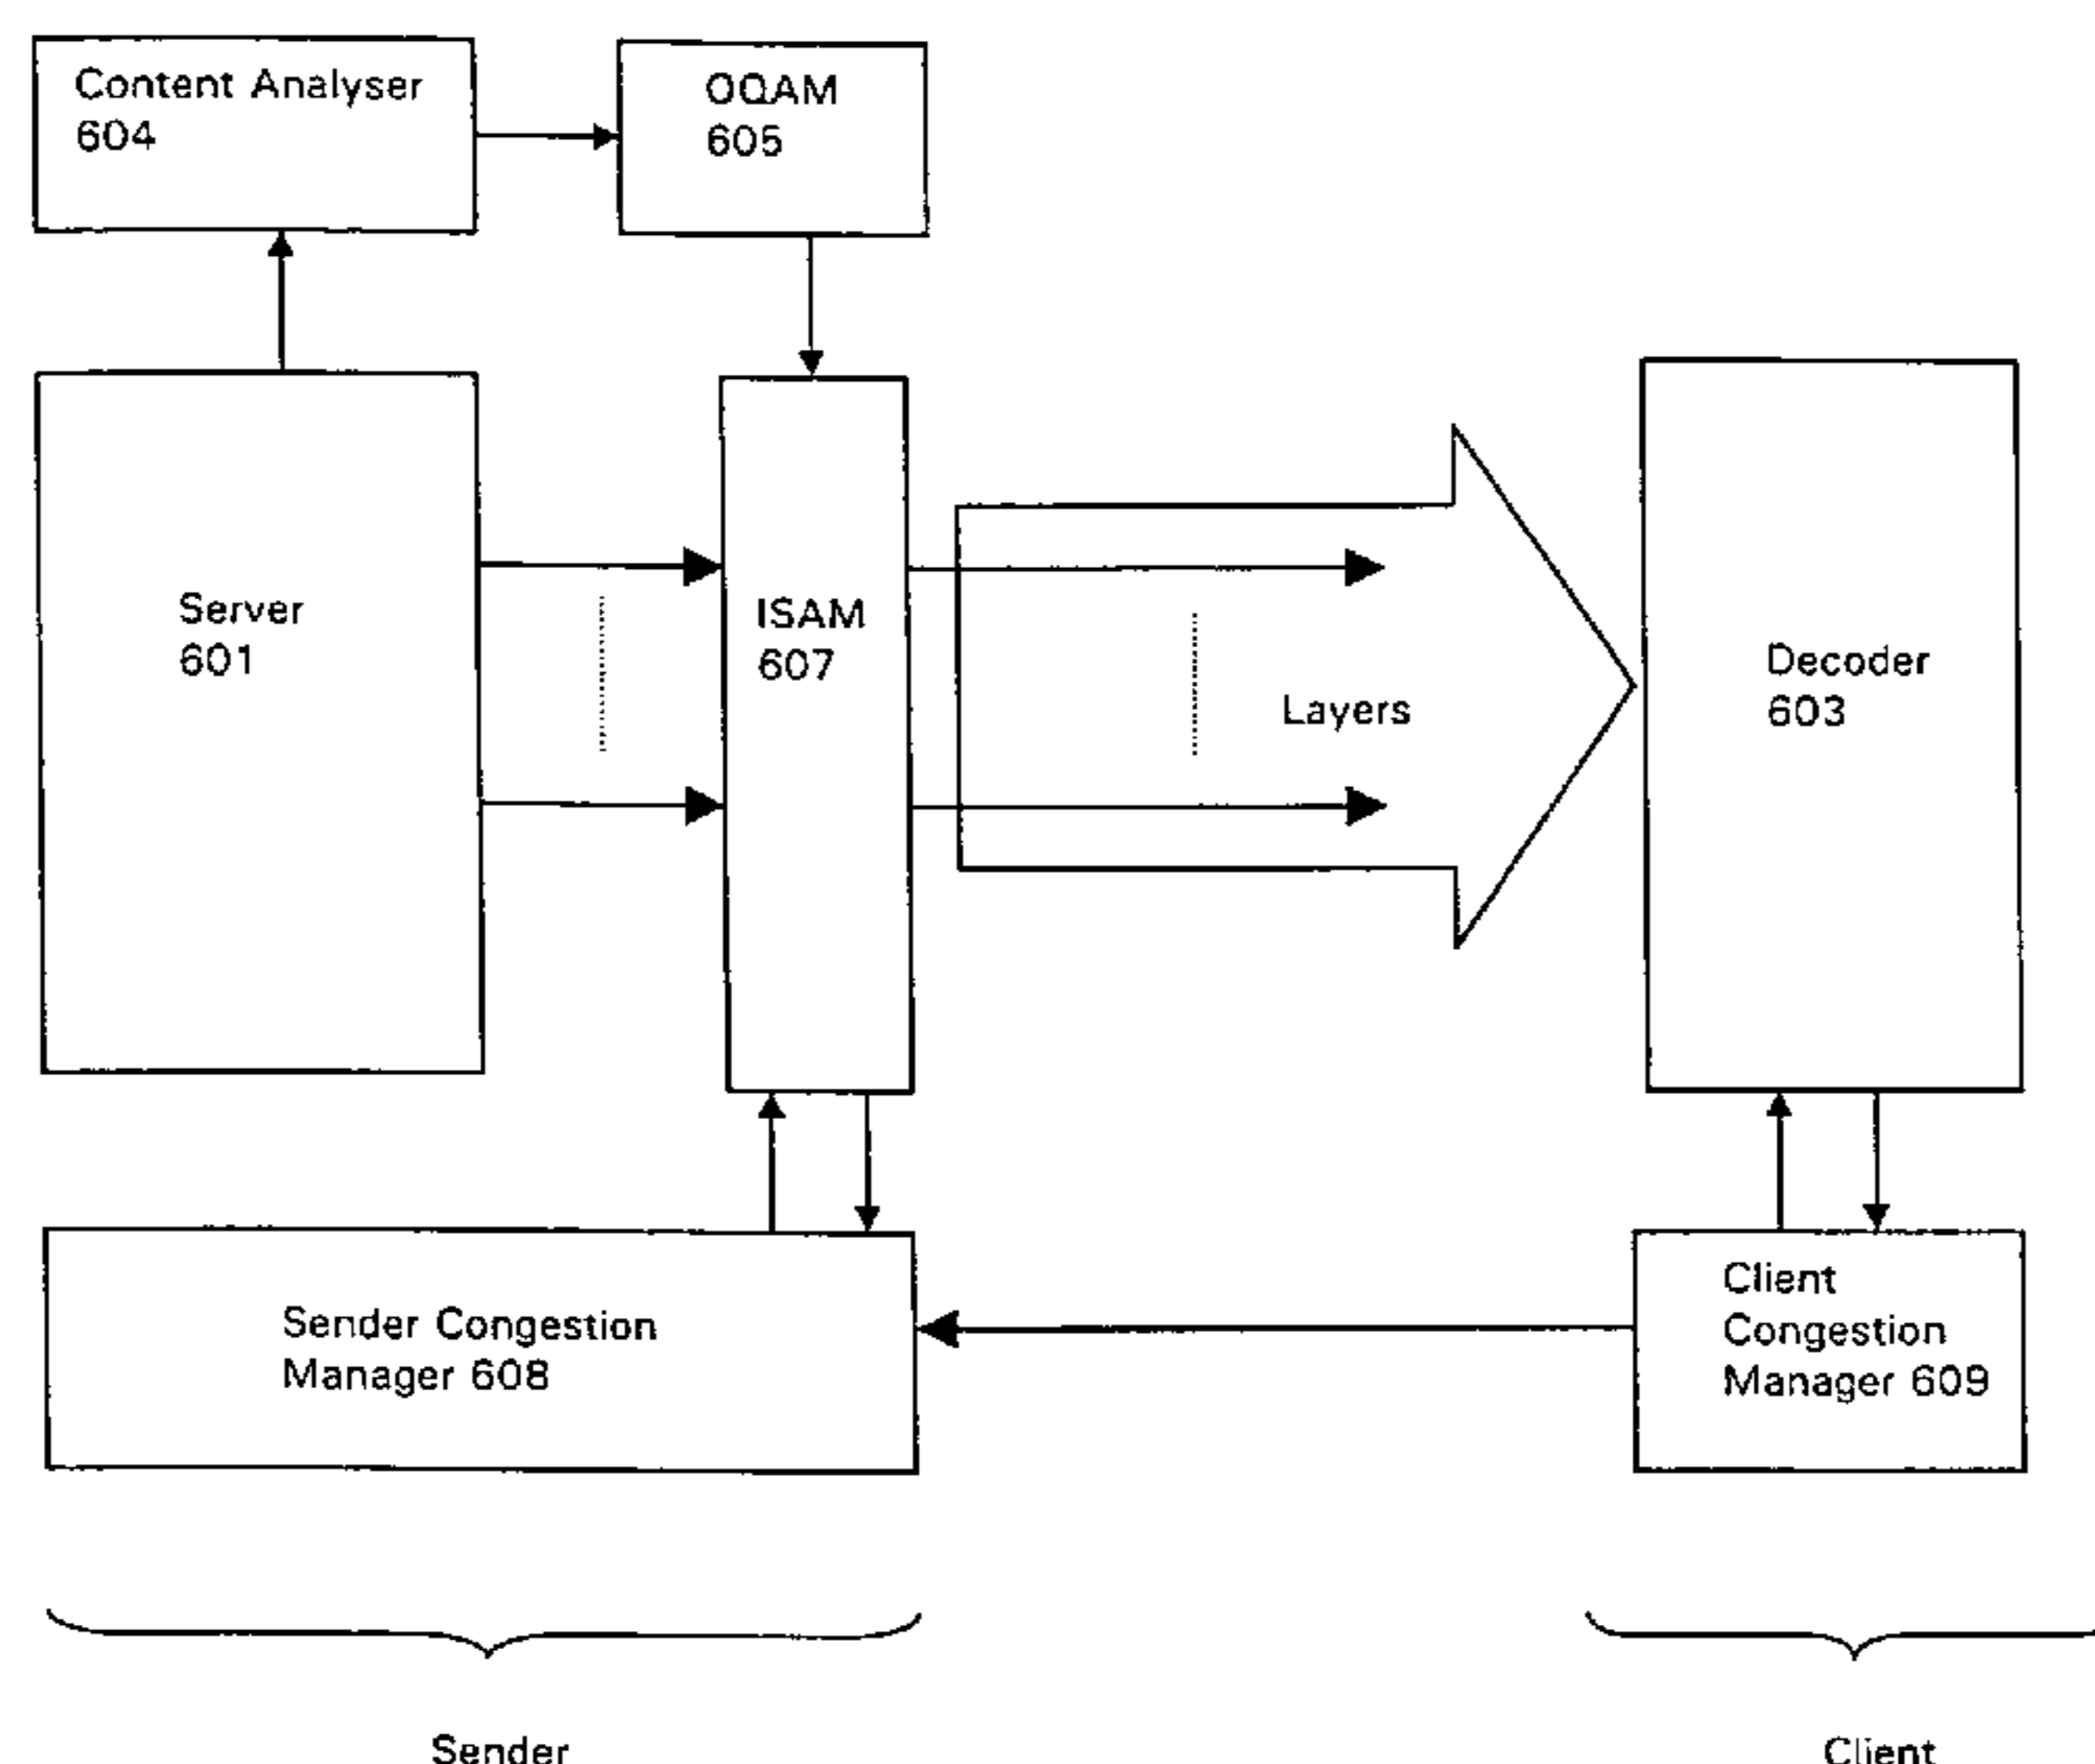 Content Analyser
604
OQAM
605
Server
601
ISAM
607
Layers
Decoder
603
Sender Congestion
Manager 608
Client
Congestion
Manager 609
Sender
Client